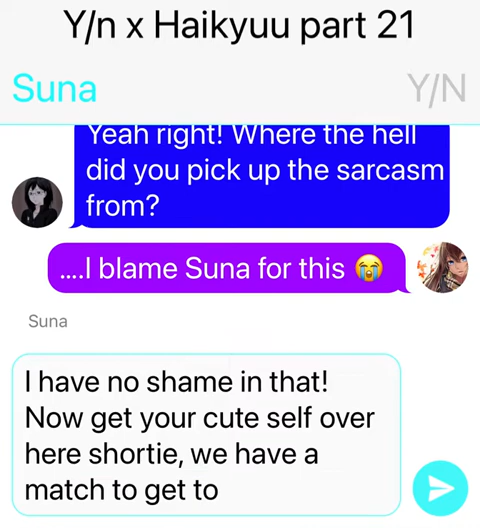 Y/n x Haikyuu part 21
Suna
Y/N
Yeah right! Where the hell
did you pick up the sarcasm
from?
....I blame Suna for this 😭
Suna
I have no shame in that!
Now get your cute self over
here shortie, we have a
match to get to